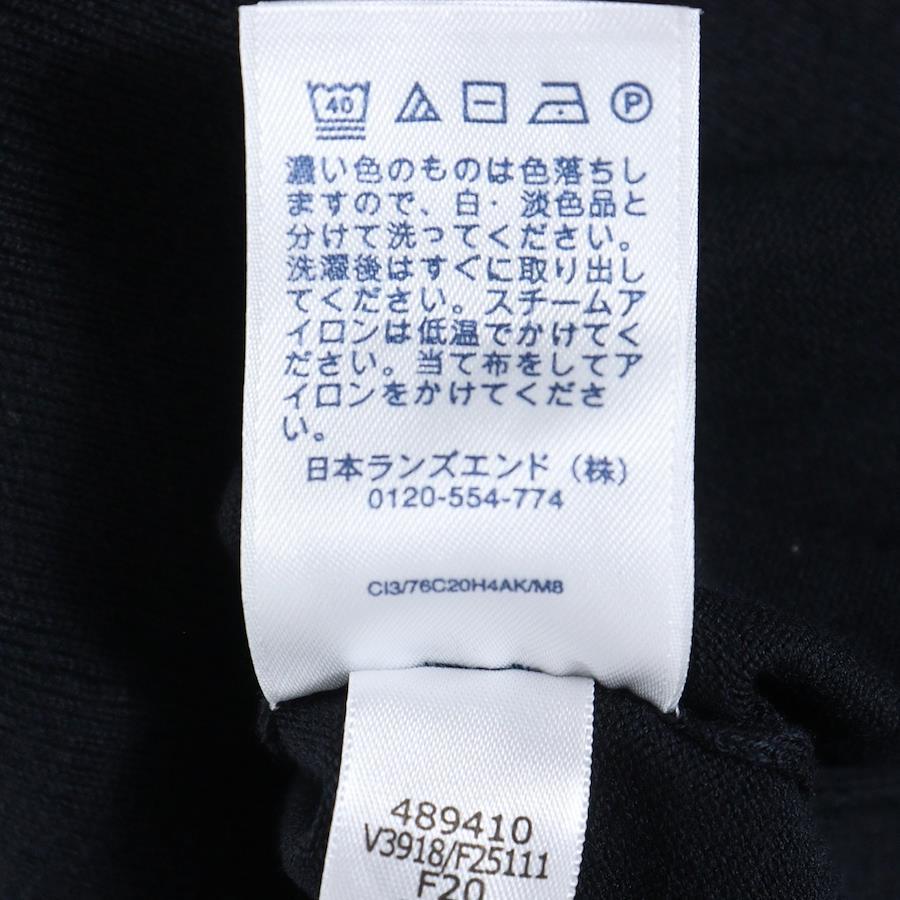 40
P
濃い色のものは色落ちし
ますので、白・淡色品と
分けて洗ってください。
洗濯後はすぐに取り出し
てください。スチームア
イロンは低温でかけてく
ださい。当て布をしてア
イロンをかけてくださ
い。
日本ランズエンド（株）
0120-554-774
CI3/76C20H4AK/M8
489410
V3918/F25111
F20